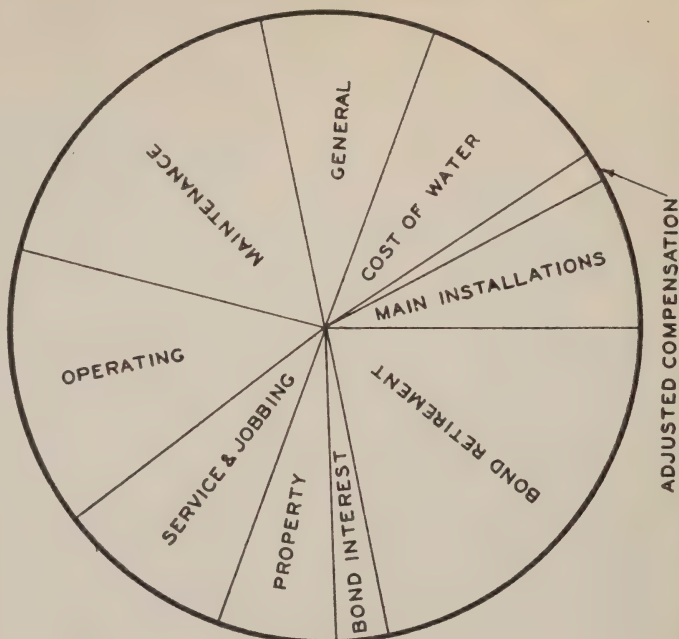 GENERAL
COST OF WATER
ADJUSTED COMPENSATION
MAIN INSTALLATIONS
BOND RETIREMENT
BOND INTEREST
PROPERTY
SERVICE & JOBBING
OPERATING
MAINTENANCE